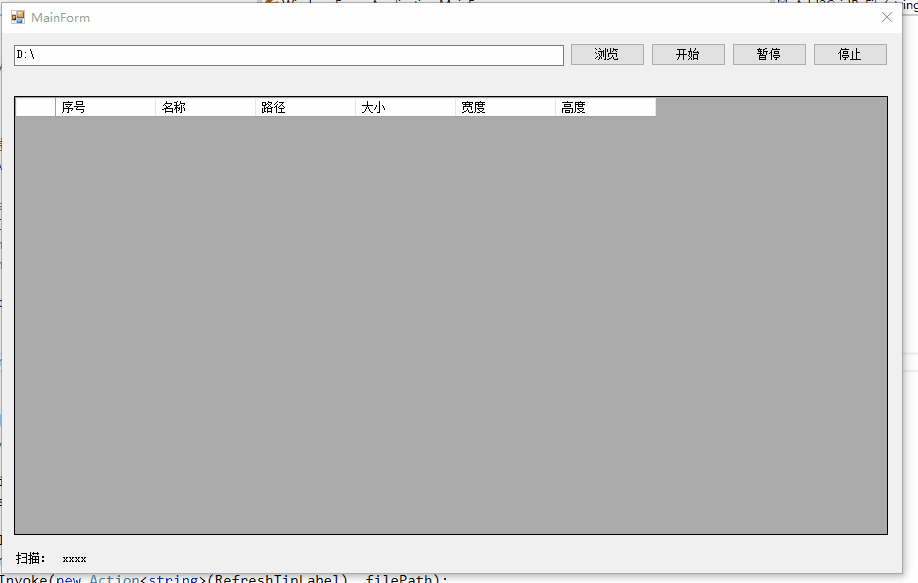 MainForm
D:\
浏览
开始
暂停
停止
序号 名称 路径 大小 宽度 高度
扫描: xxxx
Invoke(new Action<string>(RefreshTipLabel), filePath);